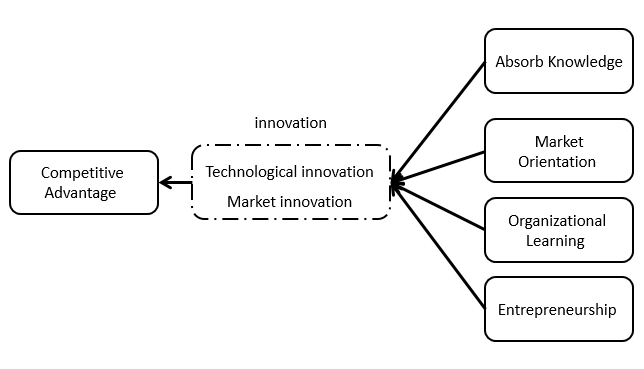 Absorb Knowledge
innovation
Market
Orientation
Technological innovation
Market innovation
Competitive
Advantage
Organizational
Learning
Entrepreneurship